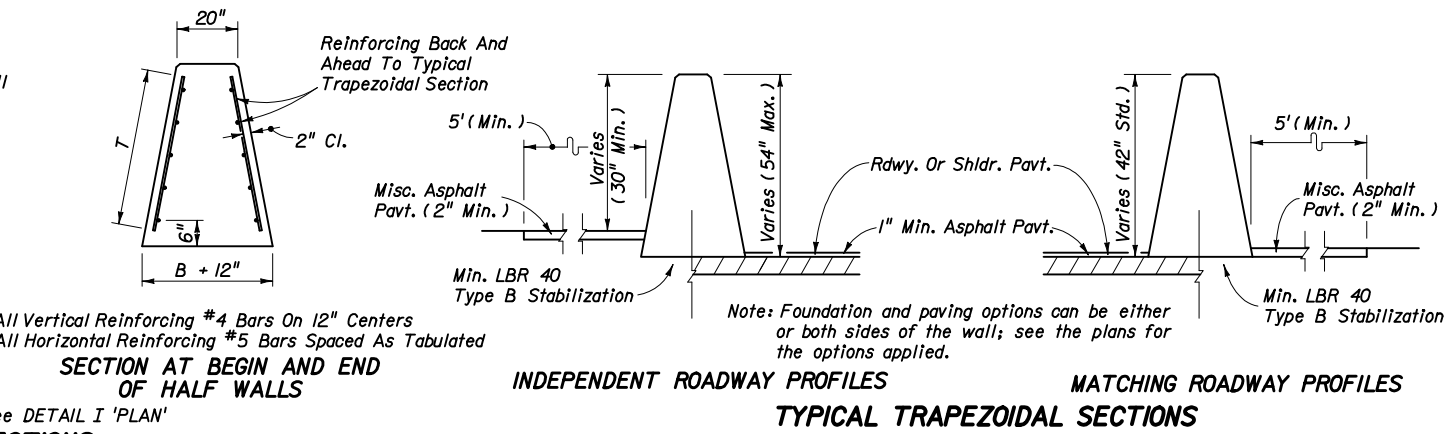 20"
Reinforcing Back And
Ahead To Typical
Trapezoidal Section
T
2" Cl.
6"
B + 12"
All Vertical Reinforcing #4 Bars On 12" Centers
All Horizontal Reinforcing #5 Bars Spaced As Tabulated
SECTION AT BEGIN AND END
OF HALF WALLS
See DETAIL I 'PLAN'
5' (Min.)
Varies
(30" Min.)
Varies (54" Max.)
Misc. Asphalt
Pavt. (2" Min.)
Min. LBR 40
Type B Stabilization
Rdwy. Or Shldr. Pavt.
1" Min. Asphalt Pavt.
Varies (42" Std.)
5' (Min.)
Misc. Asphalt
Pavt. (2" Min.)
Min. LBR 40
Type B Stabilization
Note: Foundation and paving options can be either
or both sides of the wall; see the plans for
the options applied.
INDEPENDENT ROADWAY PROFILES
MATCHING ROADWAY PROFILES
TYPICAL TRAPEZOIDAL SECTIONS